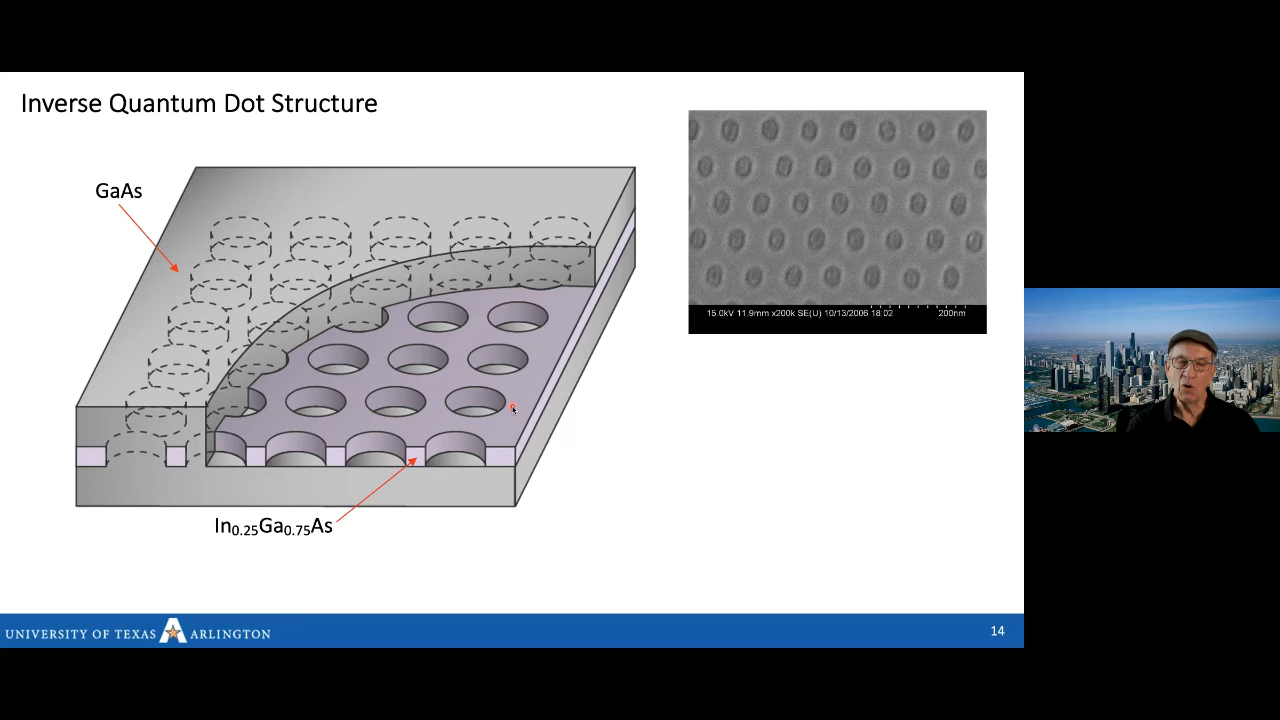 Inverse Quantum Dot Structure
GaAs
In₀.₂₅Ga₀.₇₅As
15.0kV 11.9mm x200k SE(U) 10/13/2006 18:02
200nm
UNIVERSITY OF TEXAS A ARLINGTON
14